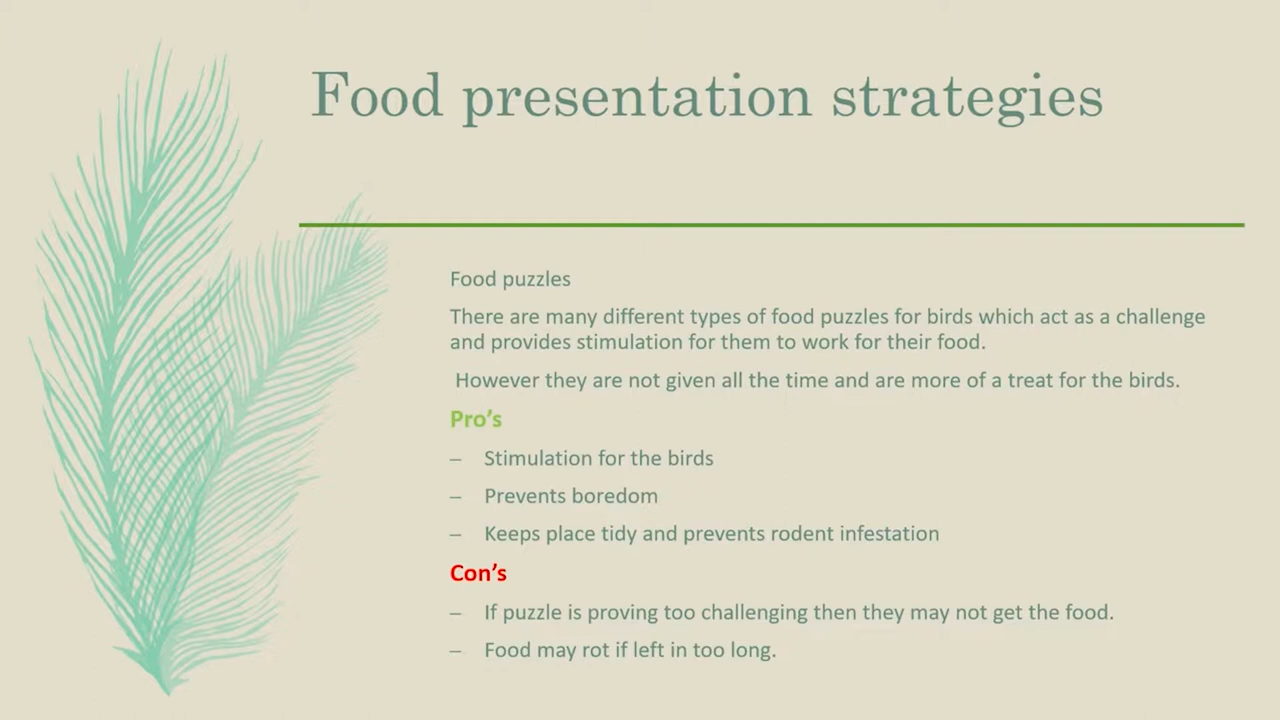 Food presentation strategies
Food puzzles
There are many different types of food puzzles for birds which act as a challenge
and provides stimulation for them to work for their food.
However they are not given all the time and are more of a treat for the birds.
Pro’s
– Stimulation for the birds
– Prevents boredom
– Keeps place tidy and prevents rodent infestation
Con’s
– If puzzle is proving too challenging then they may not get the food.
– Food may rot if left in too long.